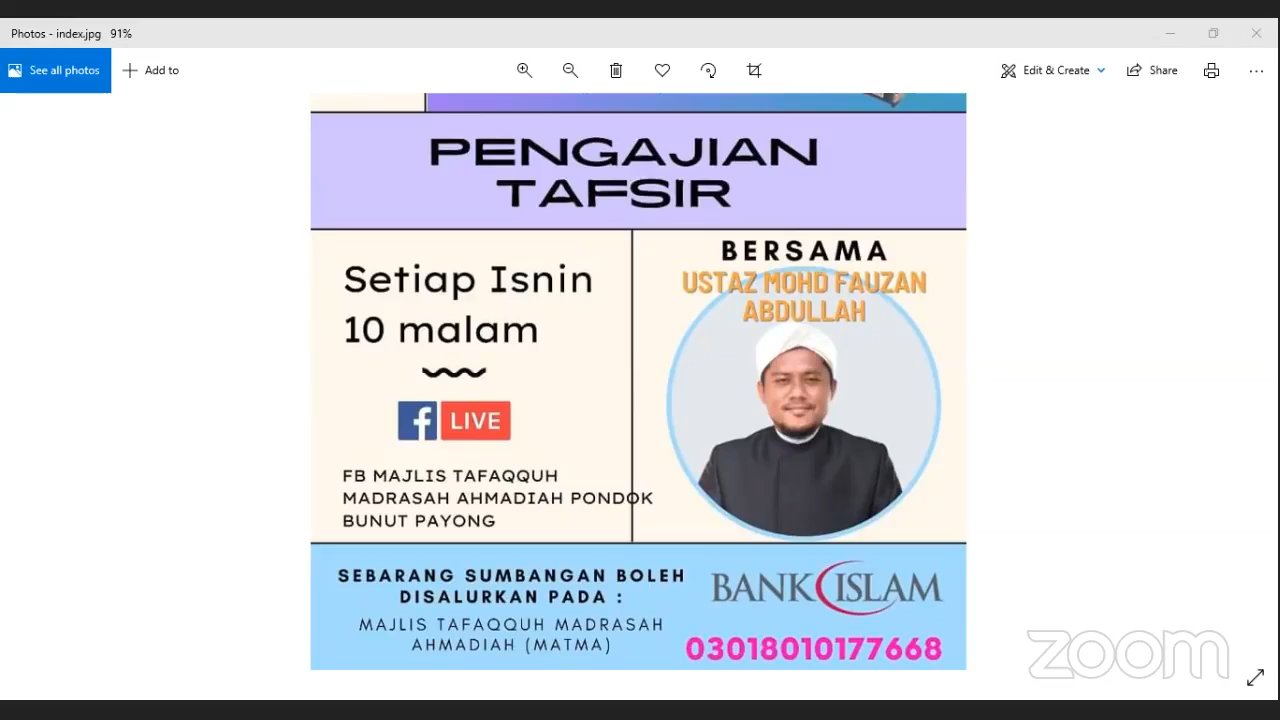 Photos - index.jpg 91%
See all photos
Add to
Edit & Create
Share
PENGAJIAN
TAFSIR
Setiap Isnin
10 malam
f LIVE
FB MAJLIS TAFAQQUH
MADRASAH AHMADIAH PONDOK
BUNUT PAYONG
BERSAMA
USTAZ MOHD FAUZAN
ABDULLAH
SEBARANG SUMBANGAN BOLEH
DISALURKAN PADA :
MAJLIS TAFAQQUH MADRASAH
AHMADIAH (MATMA)
BANK ISLAM
03018010177668
zoom